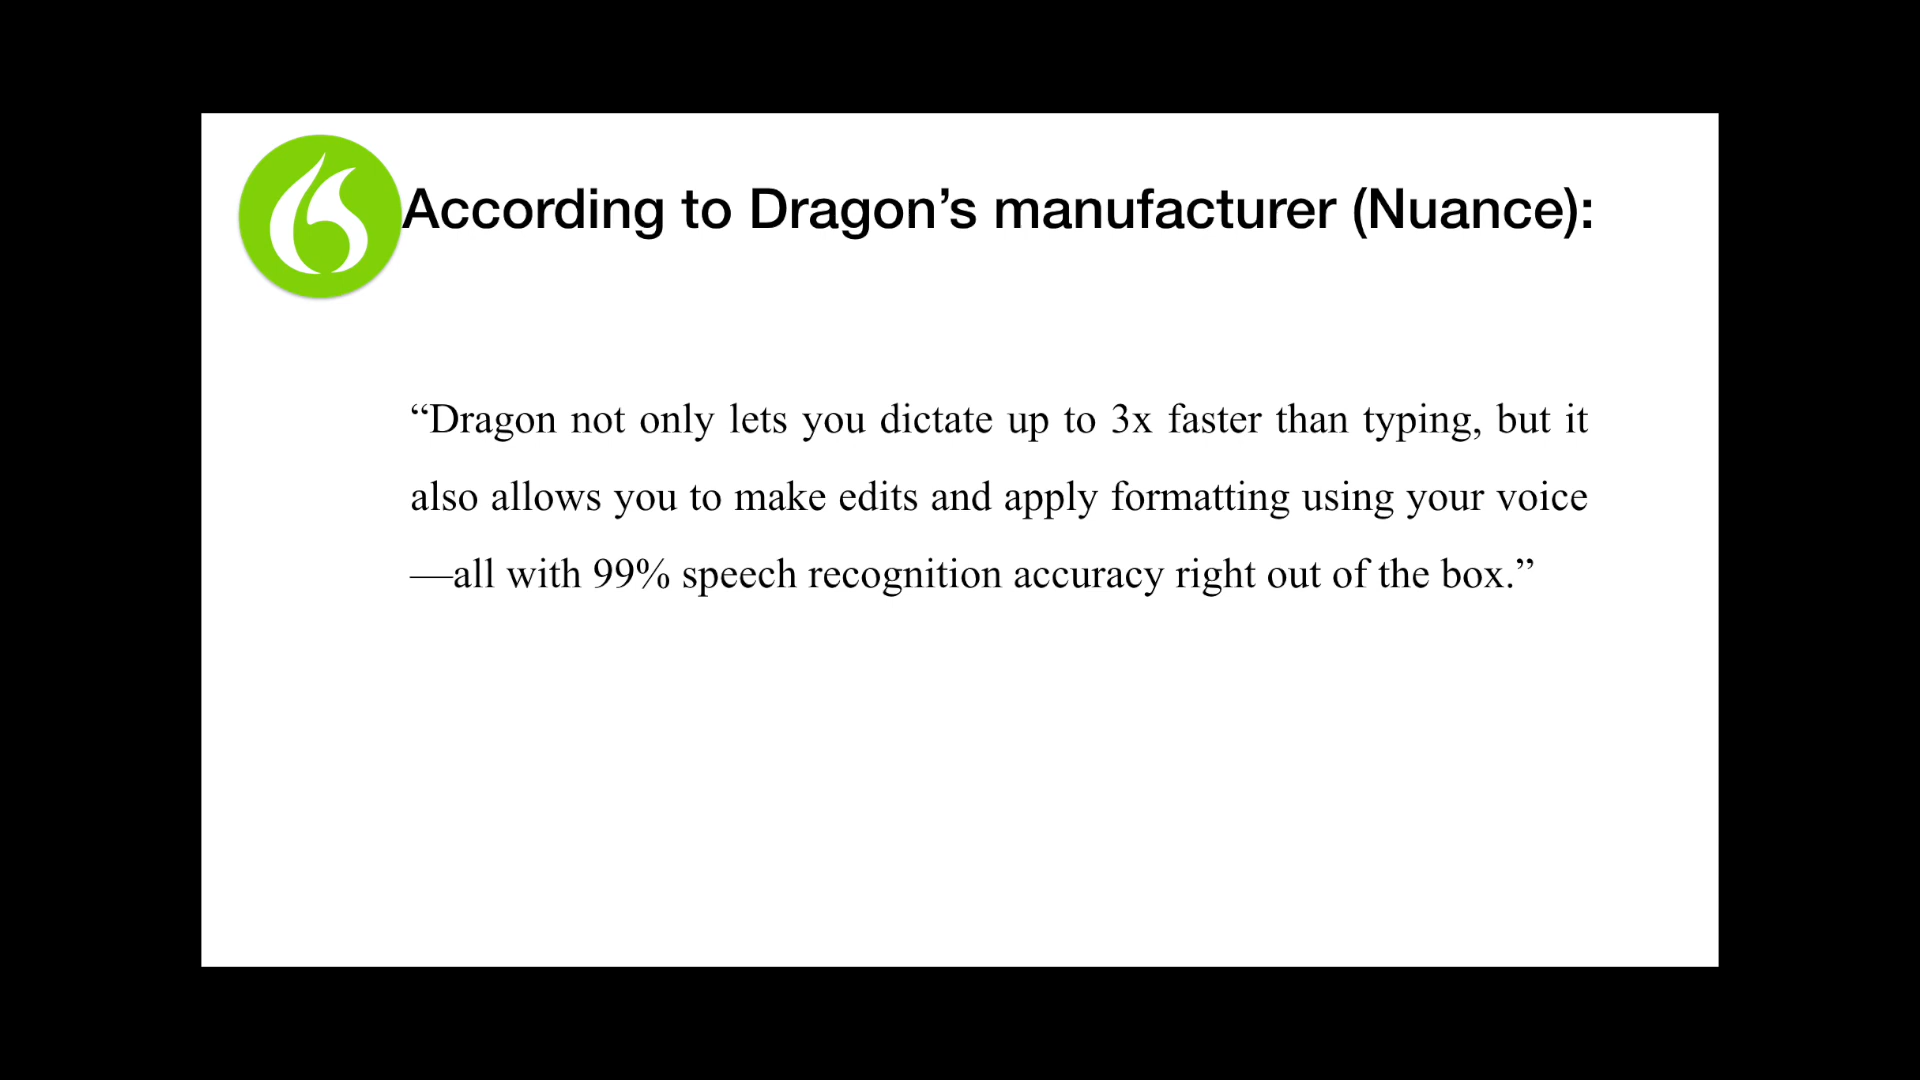 According to Dragon’s manufacturer (Nuance):
“Dragon not only lets you dictate up to 3x faster than typing, but it
also allows you to make edits and apply formatting using your voice
—all with 99% speech recognition accuracy right out of the box.”